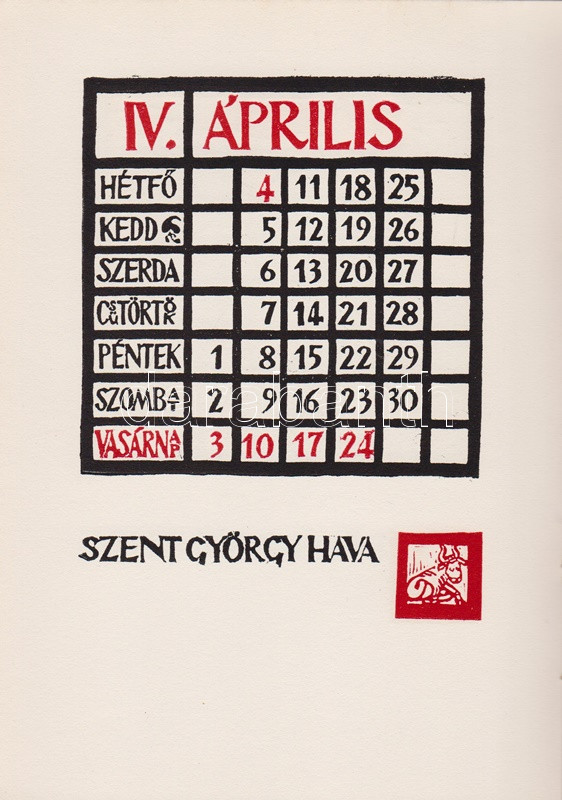 IV. ÁPRILIS
HÉTFŐ 4 11 18 25
KEDD 5 12 19 26
SZERDA 6 13 20 27
CSÜTÖRTÖK 7 14 21 28
PÉNTEK 1 8 15 22 29
SZOMBAT 2 9 16 23 30
VASÁRNAP 3 10 17 24
darabanth
SZENT GYÖRGY HAVA